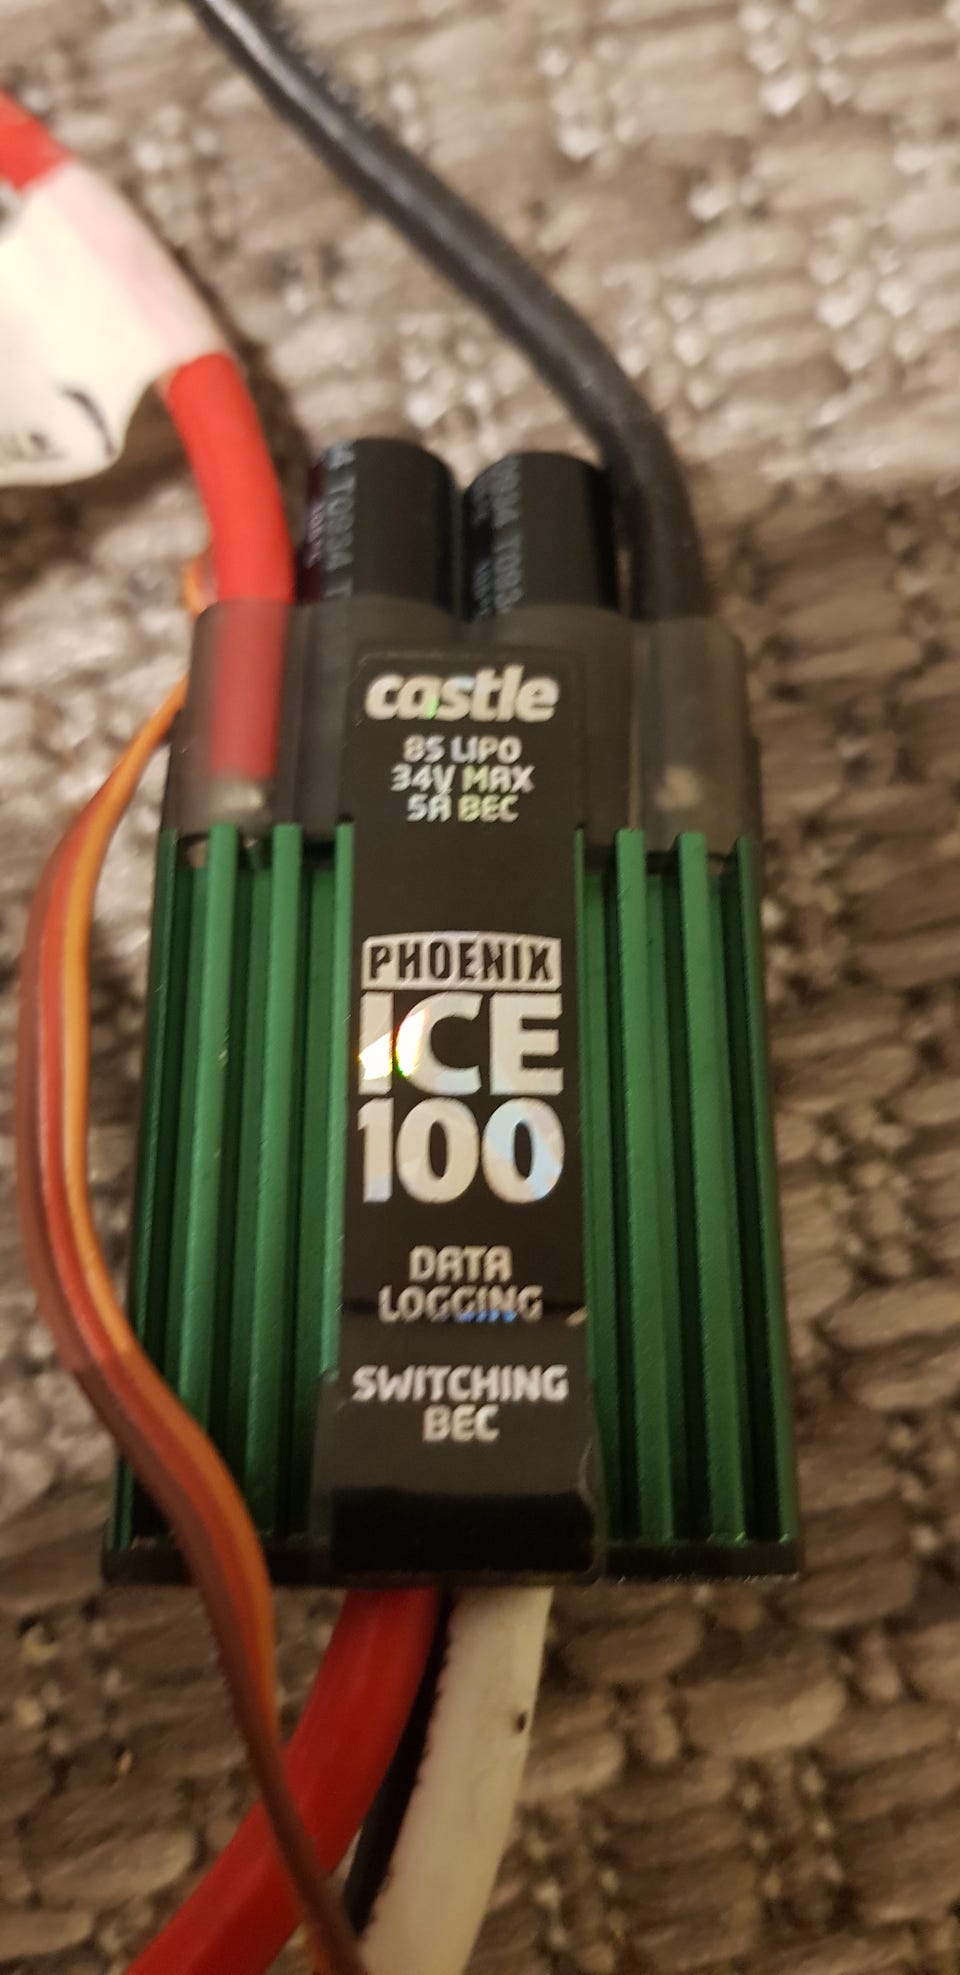 castle
8S LIPO
34V MAX
5A BEC
PHOENIX
ICE
100
DATA
LOGGING
SWITCHING
BEC